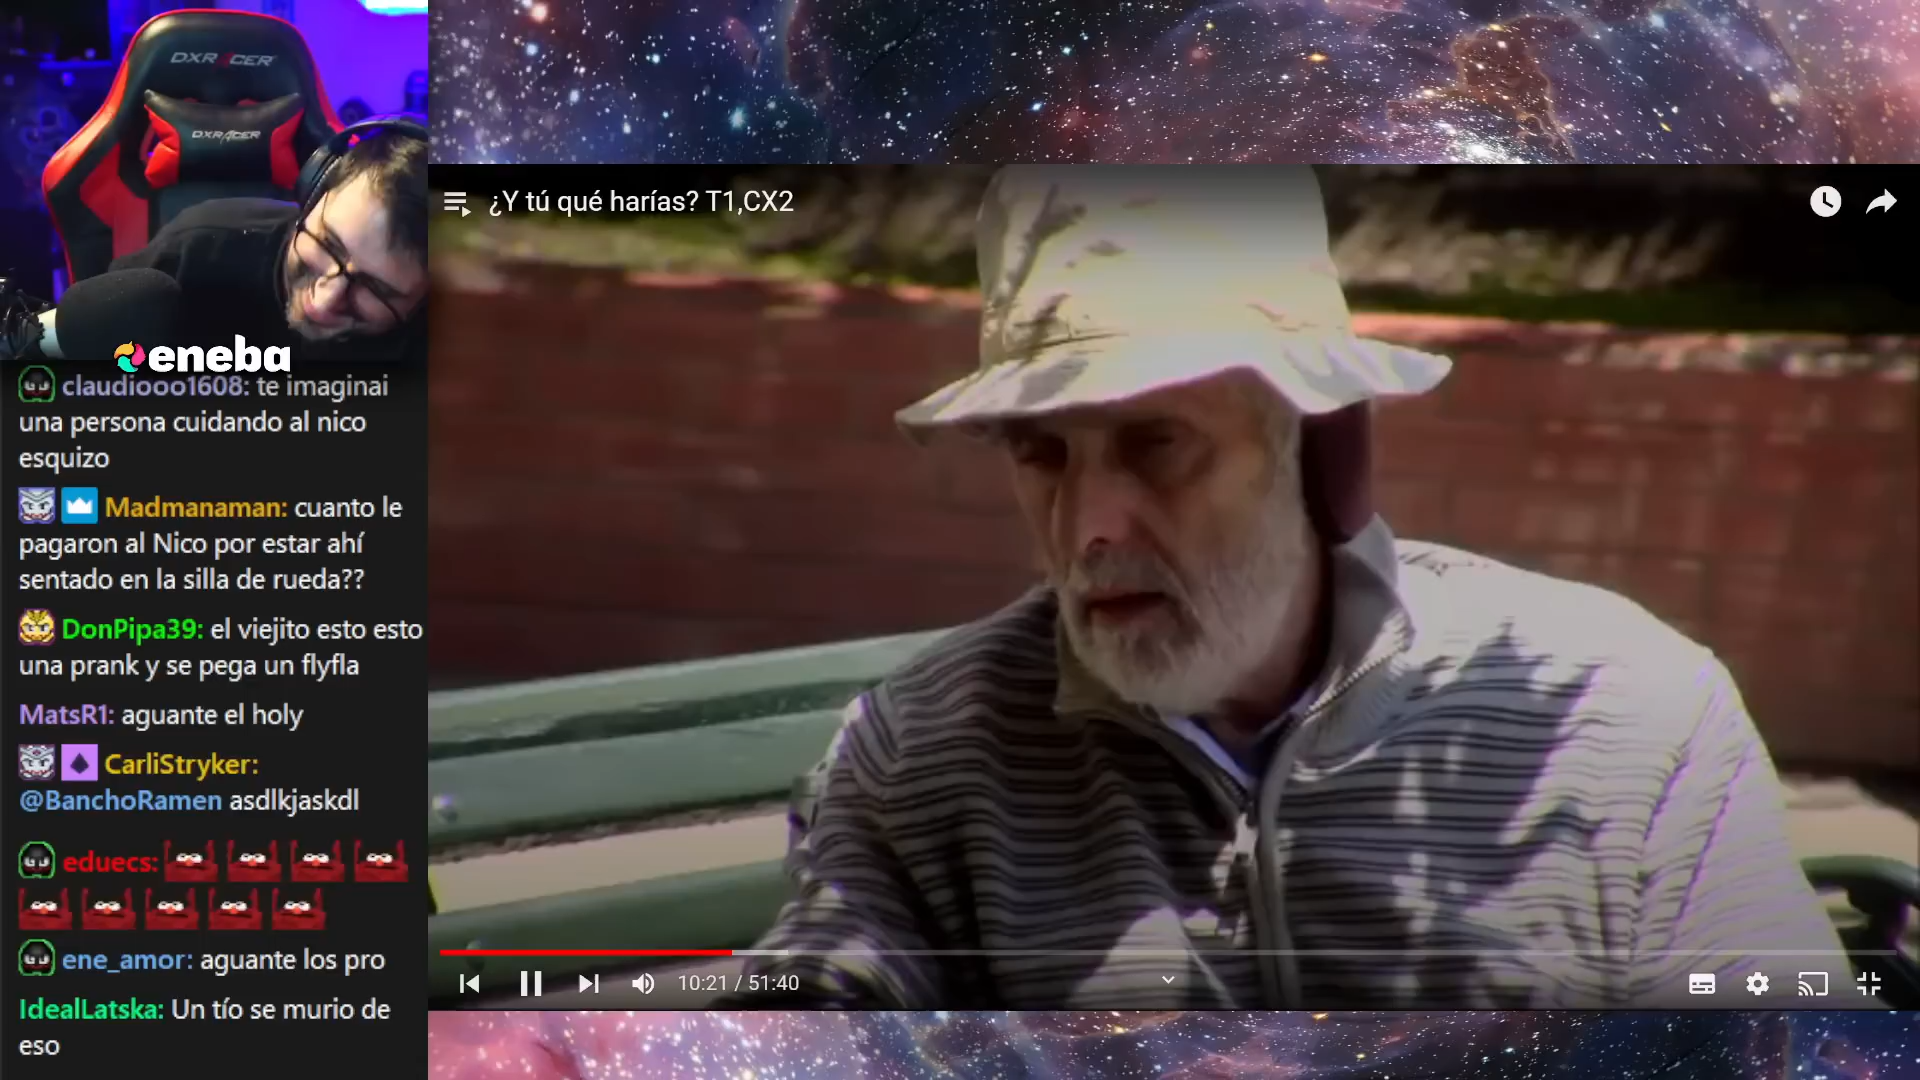 DXRACER
DXRACER
eneba
claudiooo1608: te imaginai
una persona cuidando al nico
esquizo
Madmanaman: cuanto le
pagaron al Nico por estar ahí
sentado en la silla de rueda??
DonPipa39: el viejito esto esto
una prank y se pega un flyfla
MatsR1: aguante el holy
CarliStryker:
@BanchoRamen asdlkjaskdl
eduecs:
ene_amor: aguante los pro
IdealLatska: Un tío se murio de
eso
¿Y tú qué harías? T1,CX2
10:21 / 51:40